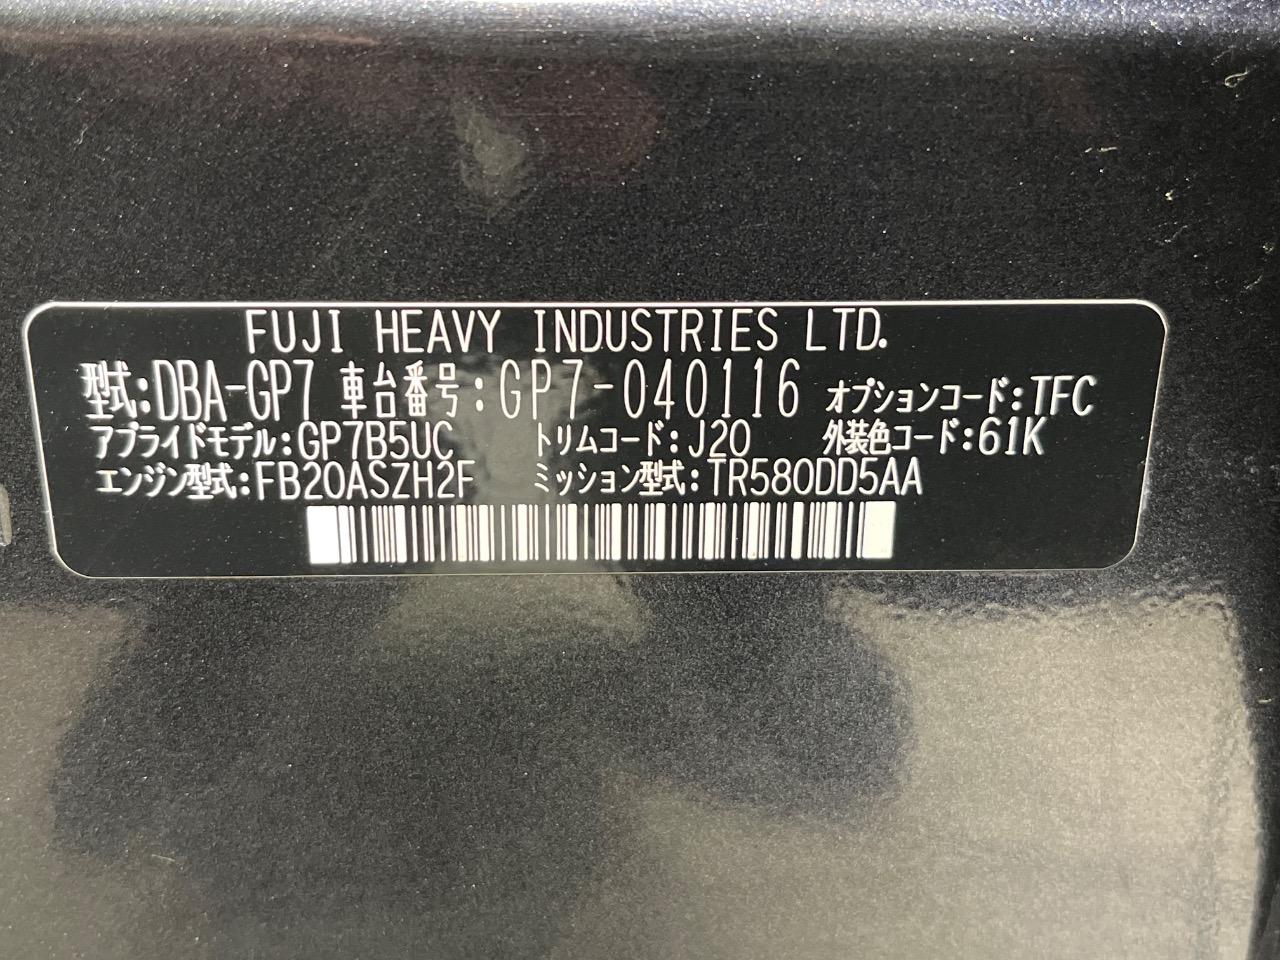 FUJI HEAVY INDUSTRIES LTD.
型式:DBA-GP7 車台番号:GP7-040116 オプションコード:TFC
アプライドモデル:GP7B5UC トリムコード:J20 外装色コード:61K
エンジン型式:FB20ASZH2F ミッション型式:TR580DD5AA